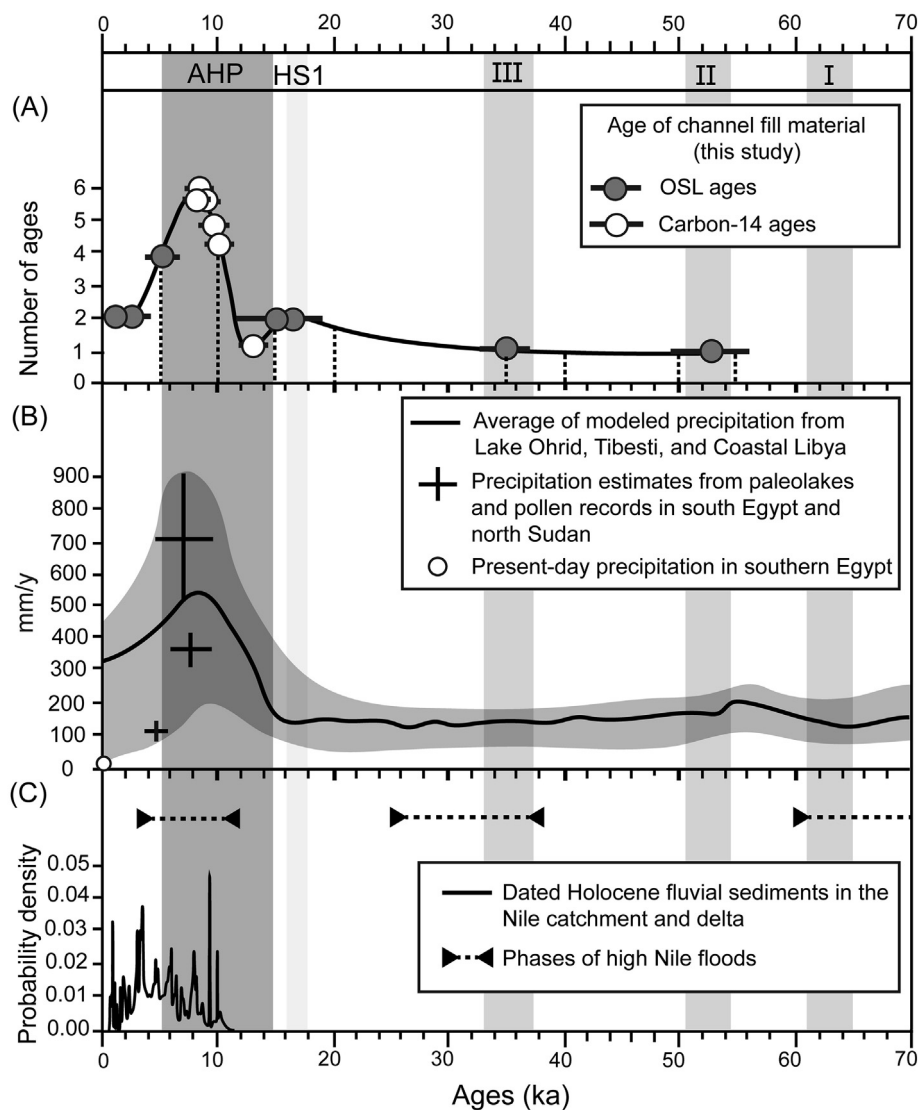 0 10 20 30 40 50 60 70
AHP HS1 III II I
(A)
Age of channel fill material
(this study)
OSL ages
Carbon-14 ages
Number of ages
6
5
4
3
2
1
0
(B)
Average of modeled precipitation from
Lake Ohrid, Tibesti, and Coastal Libya
Precipitation estimates from paleolakes
and pollen records in south Egypt and
north Sudan
Present-day precipitation in southern Egypt
mm/y
900
800
700
600
500
400
300
200
100
0
(C)
Probability density
0.05
0.04
0.03
0.02
0.01
0.00
Dated Holocene fluvial sediments in the
Nile catchment and delta
Phases of high Nile floods
0 10 20 30 40 50 60 70
Ages (ka)